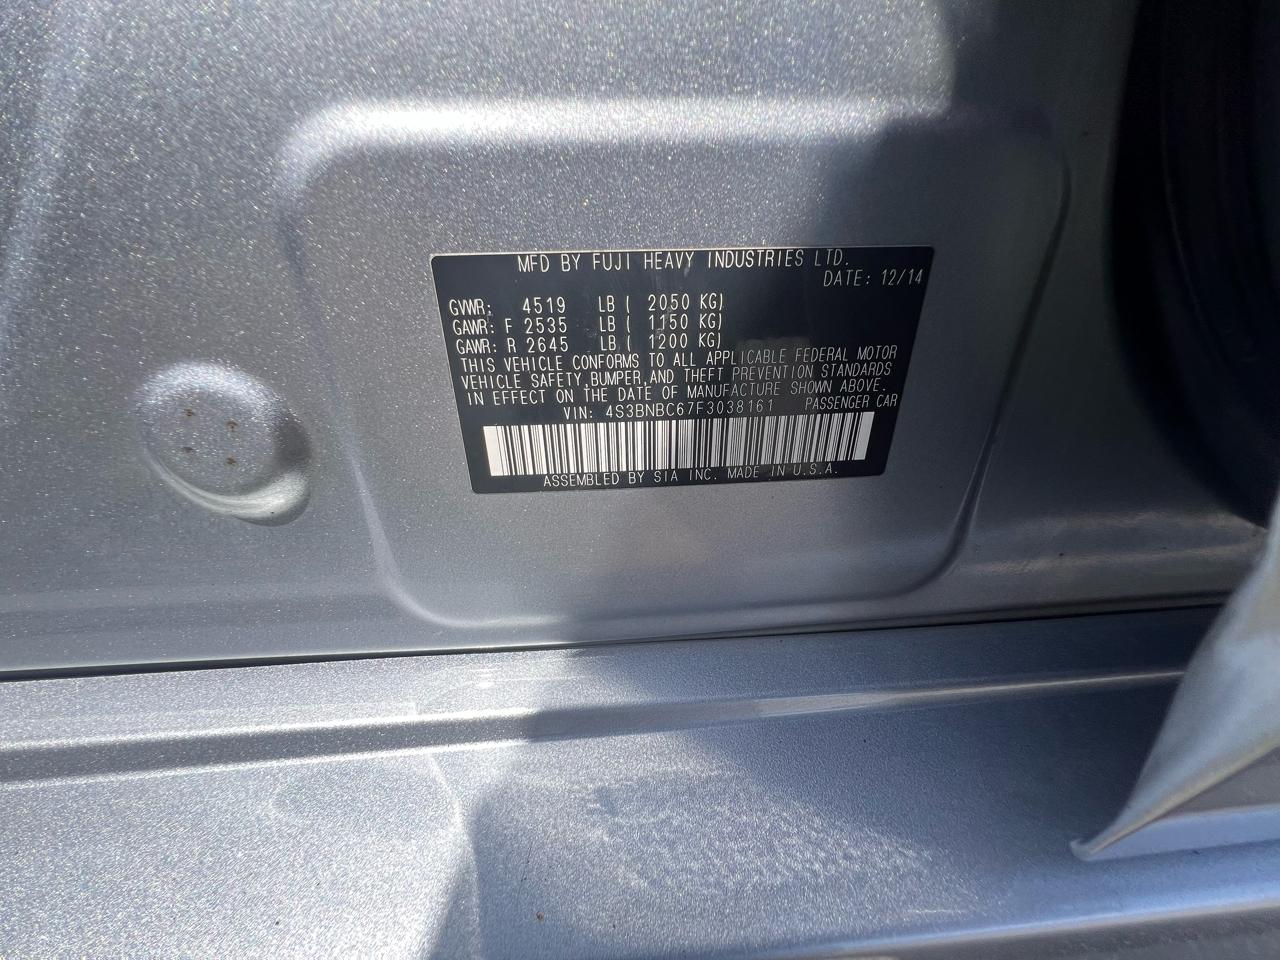 MFD BY FUJI HEAVY INDUSTRIES LTD.
DATE: 12/14
GVWR: 4519 LB ( 2050 KG)
GAWR: F 2535 LB ( 1150 KG)
GAWR: R 2645 LB ( 1200 KG)
THIS VEHICLE CONFORMS TO ALL APPLICABLE FEDERAL MOTOR
VEHICLE SAFETY,BUMPER,AND THEFT PREVENTION STANDARDS
IN EFFECT ON THE DATE OF MANUFACTURE SHOWN ABOVE.
VIN: 4S3BNBC67F3038161 PASSENGER CAR
ASSEMBLED BY SIA INC. MADE IN U.S.A.